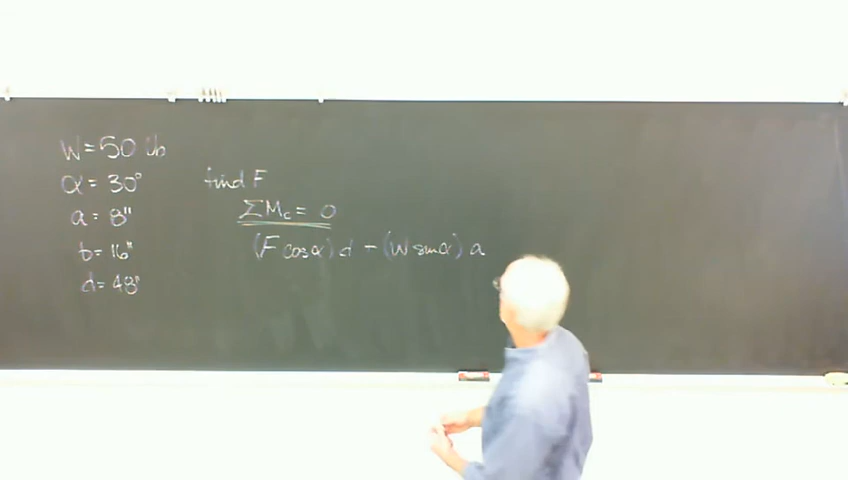 W = 50 lb
α = 30°
a = 8"
b = 16"
d = 48"
find F
ΣM_c = 0
(F cosα) d - (W sinα) a